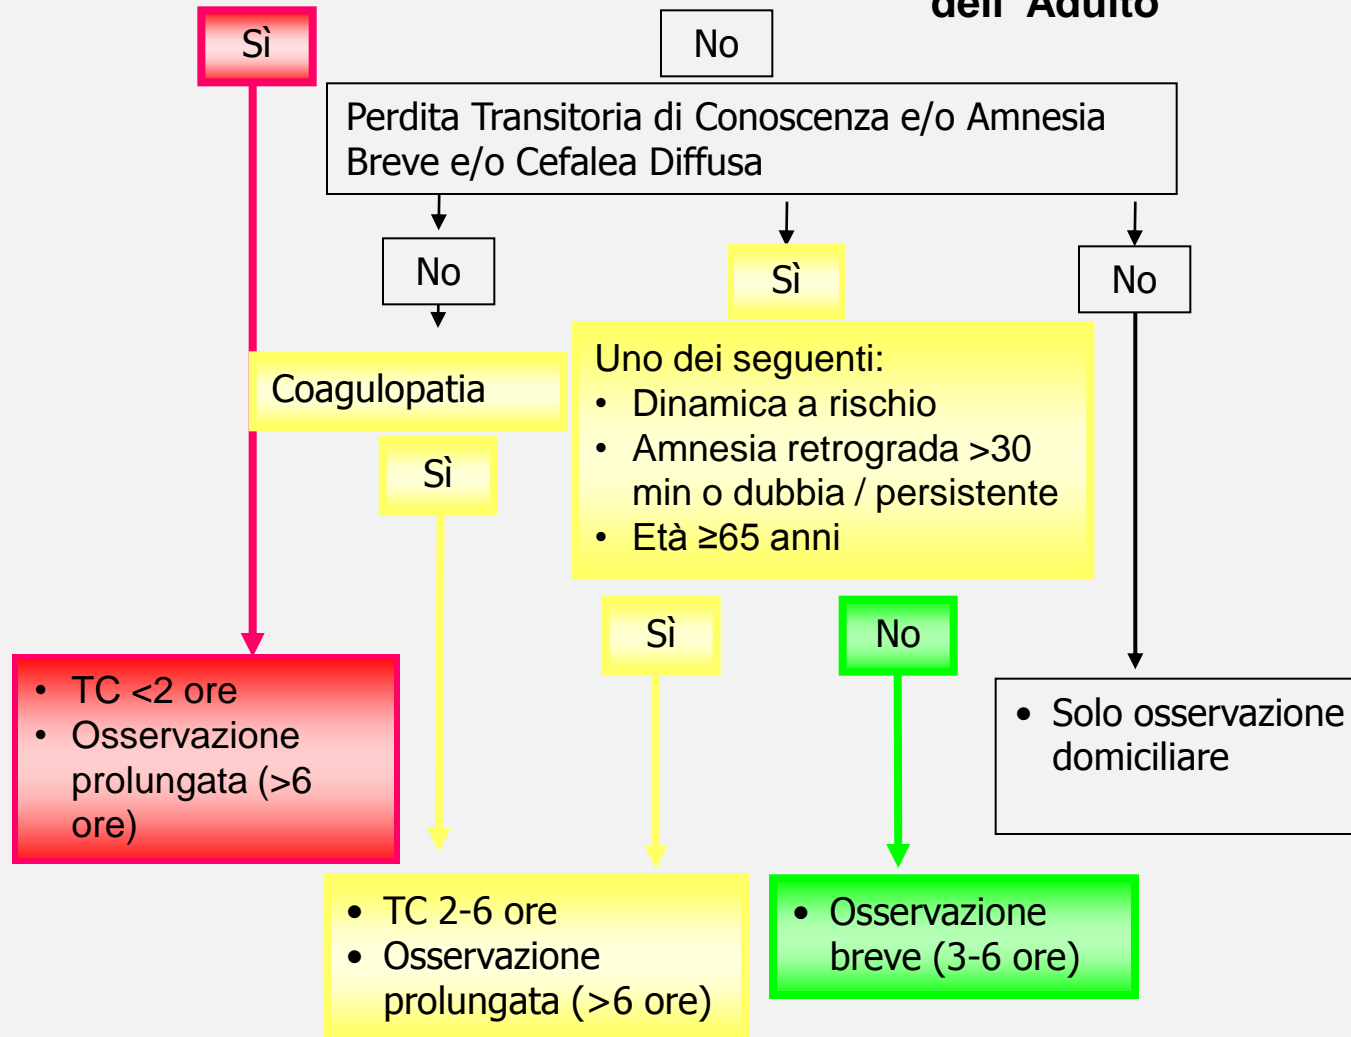 dell'Adulto
Sì
No
Perdita Transitoria di Conoscenza e/o Amnesia
Breve e/o Cefalea Diffusa
No
Sì
No
Coagulopatia
Uno dei seguenti:
• Dinamica a rischio
• Amnesia retrograda >30
min o dubbia / persistente
• Età ≥65 anni
Sì
Sì
No
• TC <2 ore
• Osservazione
prolungata (>6
ore)
• Solo osservazione
domiciliare
• TC 2-6 ore
• Osservazione
prolungata (>6 ore)
• Osservazione
breve (3-6 ore)